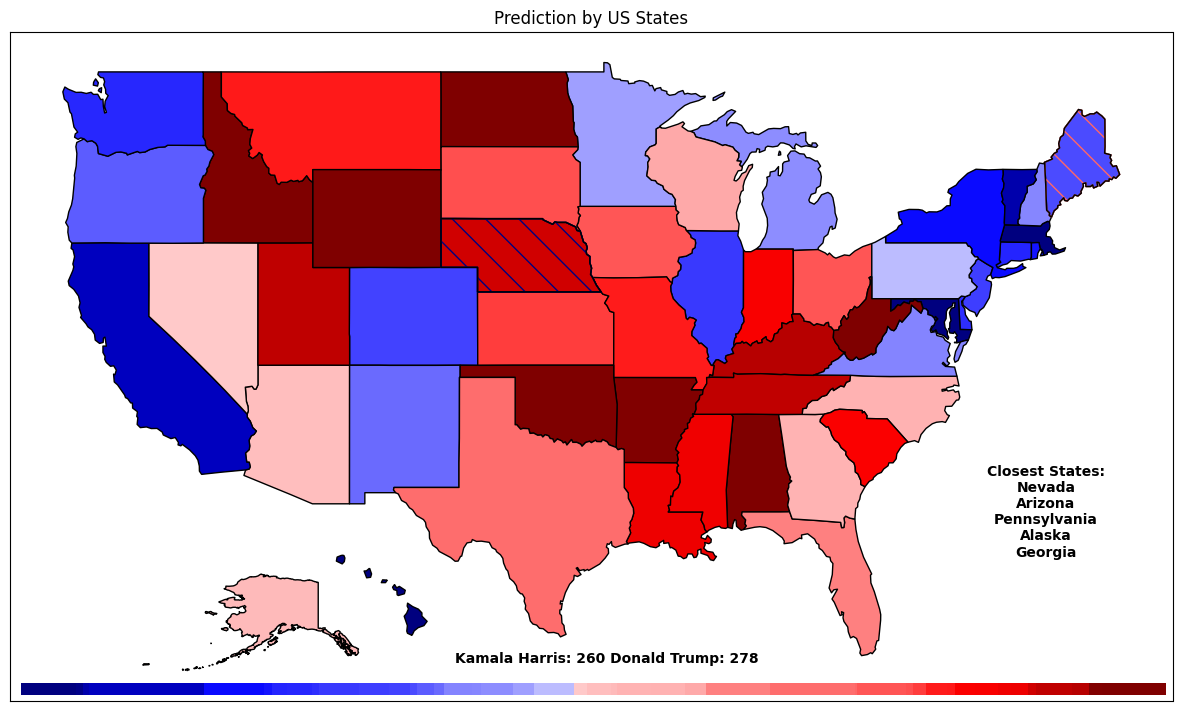 Prediction by US States
Closest States:
Nevada
Arizona
Pennsylvania
Alaska
Georgia
Kamala Harris: 260 Donald Trump: 278